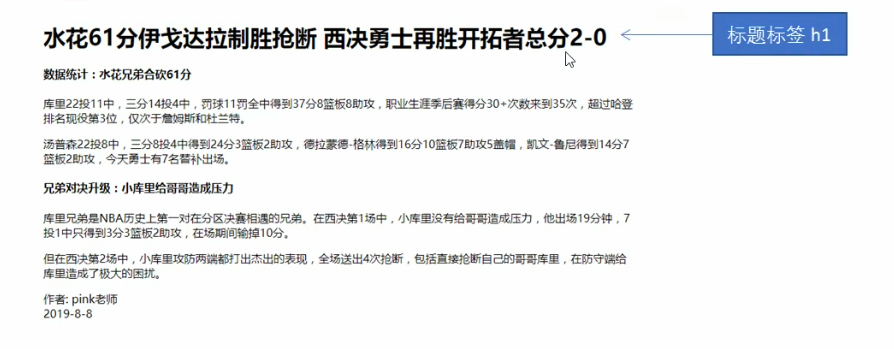 水花61分伊戈达拉制胜抢断 西决勇士再胜开拓者总分2-0
标题标签 h1
数据统计：水花兄弟合砍61分
库里22投11中，三分14投4中，罚球11罚全中得到37分8篮板8助攻，职业生涯季后赛得分30+次数来到35次，超过哈登
排名现役第3位，仅次于詹姆斯和杜兰特。
汤普森22投8中，三分8投4中得到24分3篮板2助攻，德拉蒙德-格林得到16分10篮板7助攻5盖帽，凯文-鲁尼得到14分7
篮板2助攻，今天勇士有7名替补出场。
兄弟对决升级：小库里给哥哥造成压力
库里兄弟是NBA历史上第一对在分区决赛相遇的兄弟。在西决第1场中，小库里没有给哥哥造成压力，他出场19分钟，7
投1中只得到3分3篮板2助攻，在场期间输掉10分。
但在西决第2场中，小库里攻防两端都打出杰出的表现，全场送出4次抢断，包括直接抢断自己的哥哥库里，在防守端给
库里造成了极大的困扰。
作者: pink老师
2019-8-8